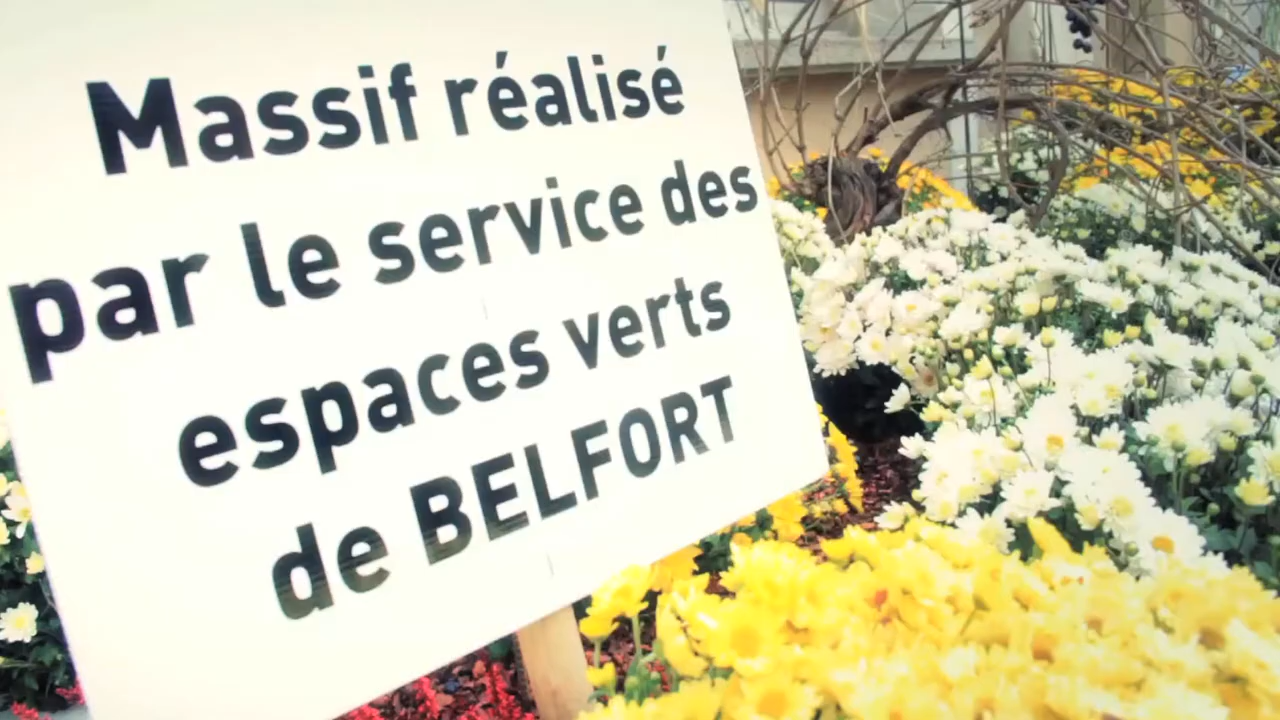 Massif réalisé
par le service des
espaces verts
de BELFORT